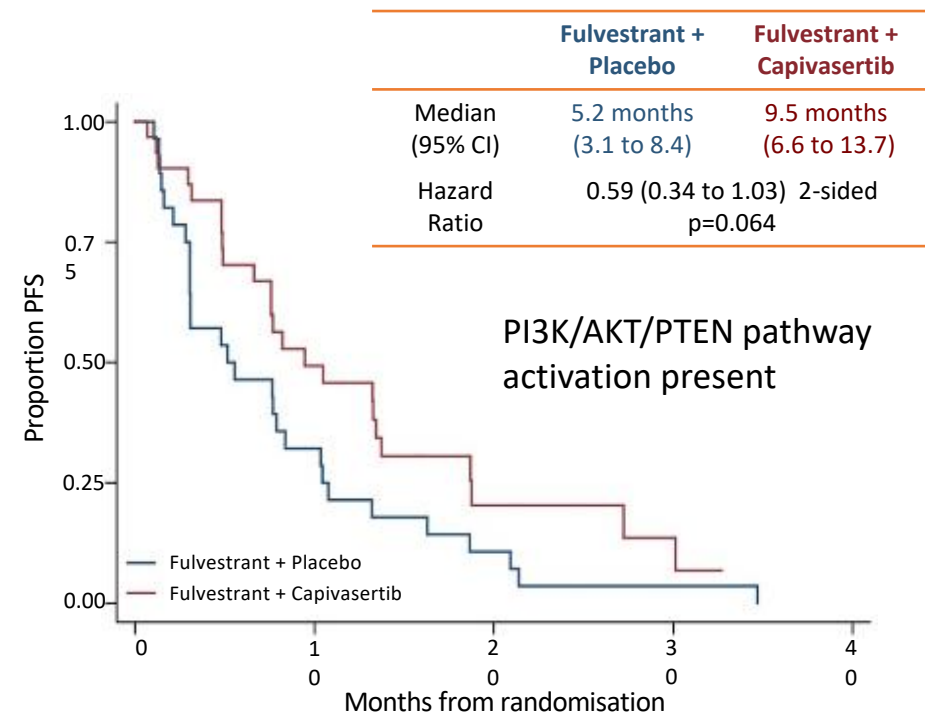 Fulvestrant + Fulvestrant +
Placebo Capivasertib
Median 5.2 months 9.5 months
(95% CI) (3.1 to 8.4) (6.6 to 13.7)
Hazard 0.59 (0.34 to 1.03) 2-sided
Ratio p=0.064
PI3K/AKT/PTEN pathway
activation present
Proportion PFS
1.00
0.7
5
0.50
0.25
0.00
Fulvestrant + Placebo
Fulvestrant + Capivasertib
0 1 2 3 4
0 0 0 0
Months from randomisation